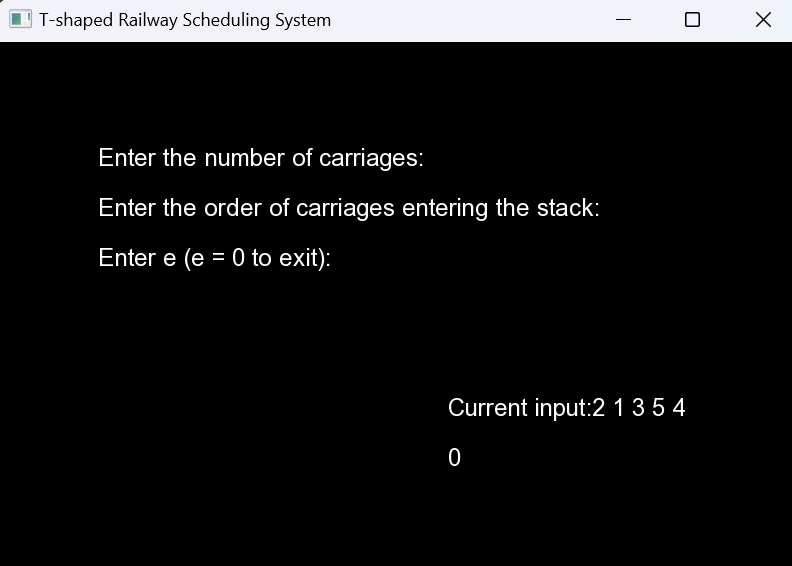 T-shaped Railway Scheduling System
Enter the number of carriages:
Enter the order of carriages entering the stack:
Enter e (e = 0 to exit):
Current input:2 1 3 5 4
0